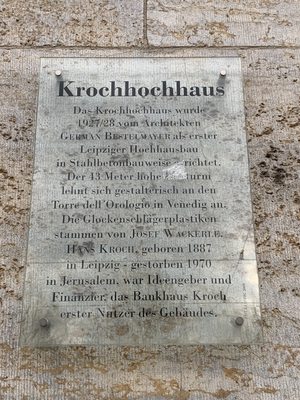 Krochhochhaus
Das Krochhochhaus wurde
1927/28 vom Architekten
GERMAN BESTELMAYER als erster
Leipziger Hochhausbau
in Stahlbetonbauweise errichtet.
Der 43 Meter hohe
lehnt sich gestalterisch an den
Torre dell'Orologio in Venedig an.
Die Glockenschlägerplastiken
stammen von JOSEF WACKERLE.
HANS KROCH, geboren 1887
in Leipzig - gestorben 1970
in Jerusalem, war Ideengeber und
Finanzier, das Bankhaus Kroch
erster Nutzer des Gebäudes.